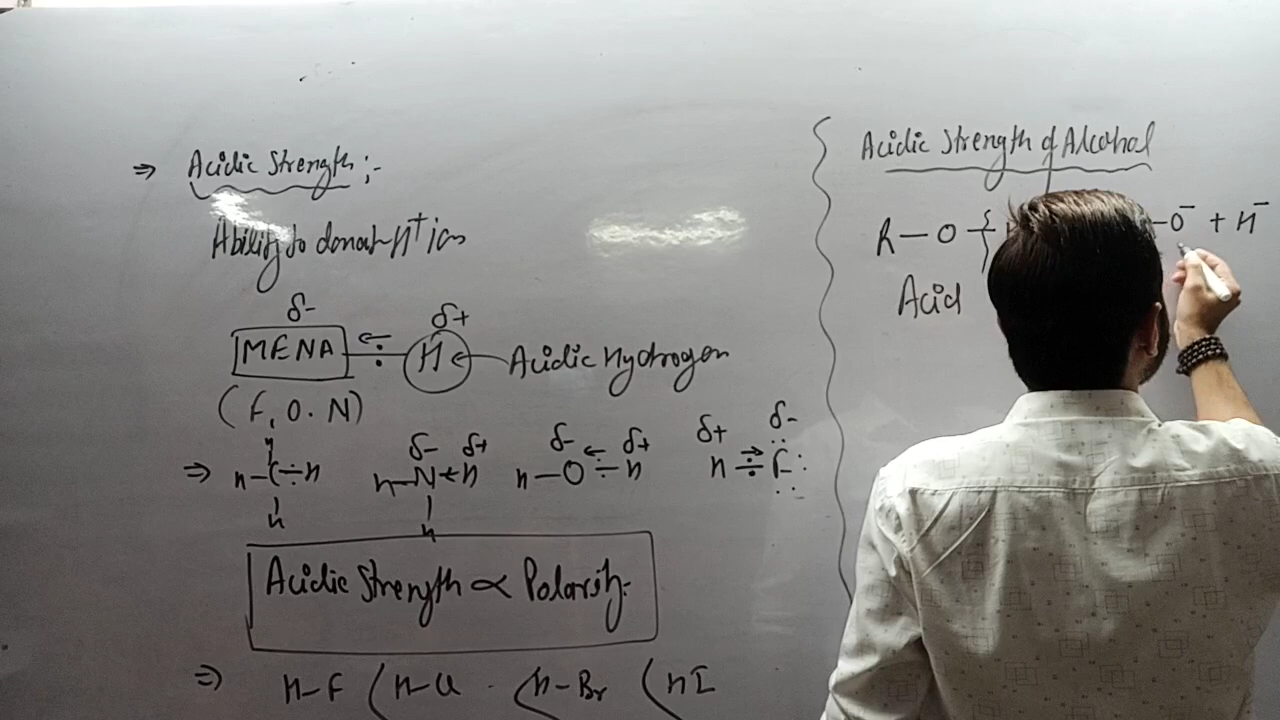 ⇒ Acidic Strength :-
Ability to donate H⁺ ion
δ- δ+
MENA ← H ← Acidic Hydrogen
(F, O. N)
H
δ- δ+ δ- δ+ δ+ δ-
⇒ H-C÷H H-N←H H-O÷H H÷F
H H
Acidic Strength ∝ Polarity.
⇒ H-F < H-Cl . < H-Br < HI
Acidic Strength of Alcohol
R-O -O⁻ + H⁻
Acid